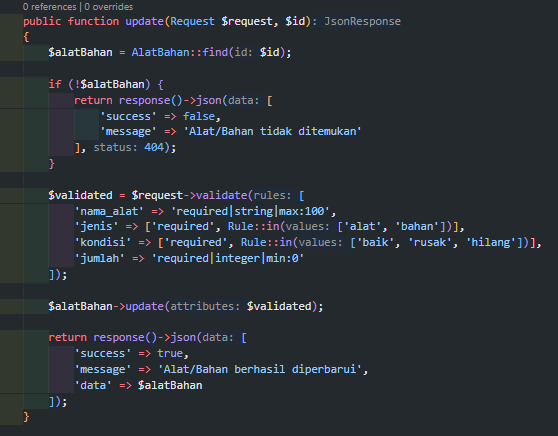 0 references | 0 overrides
public function update(Request $request, $id): JsonResponse
{
$alatBahan = AlatBahan::find(id: $id);
if (!$alatBahan) {
return response()->json(data: [
'success' => false,
'message' => 'Alat/Bahan tidak ditemukan'
], status: 404);
}
$validated = $request->validate(rules: [
'nama_alat' => 'required|string|max:100',
'jenis' => ['required', Rule::in(values: ['alat', 'bahan'])],
'kondisi' => ['required', Rule::in(values: ['baik', 'rusak', 'hilang'])],
'jumlah' => 'required|integer|min:0'
]);
$alatBahan->update(attributes: $validated);
return response()->json(data: [
'success' => true,
'message' => 'Alat/Bahan berhasil diperbarui',
'data' => $alatBahan
]);
}